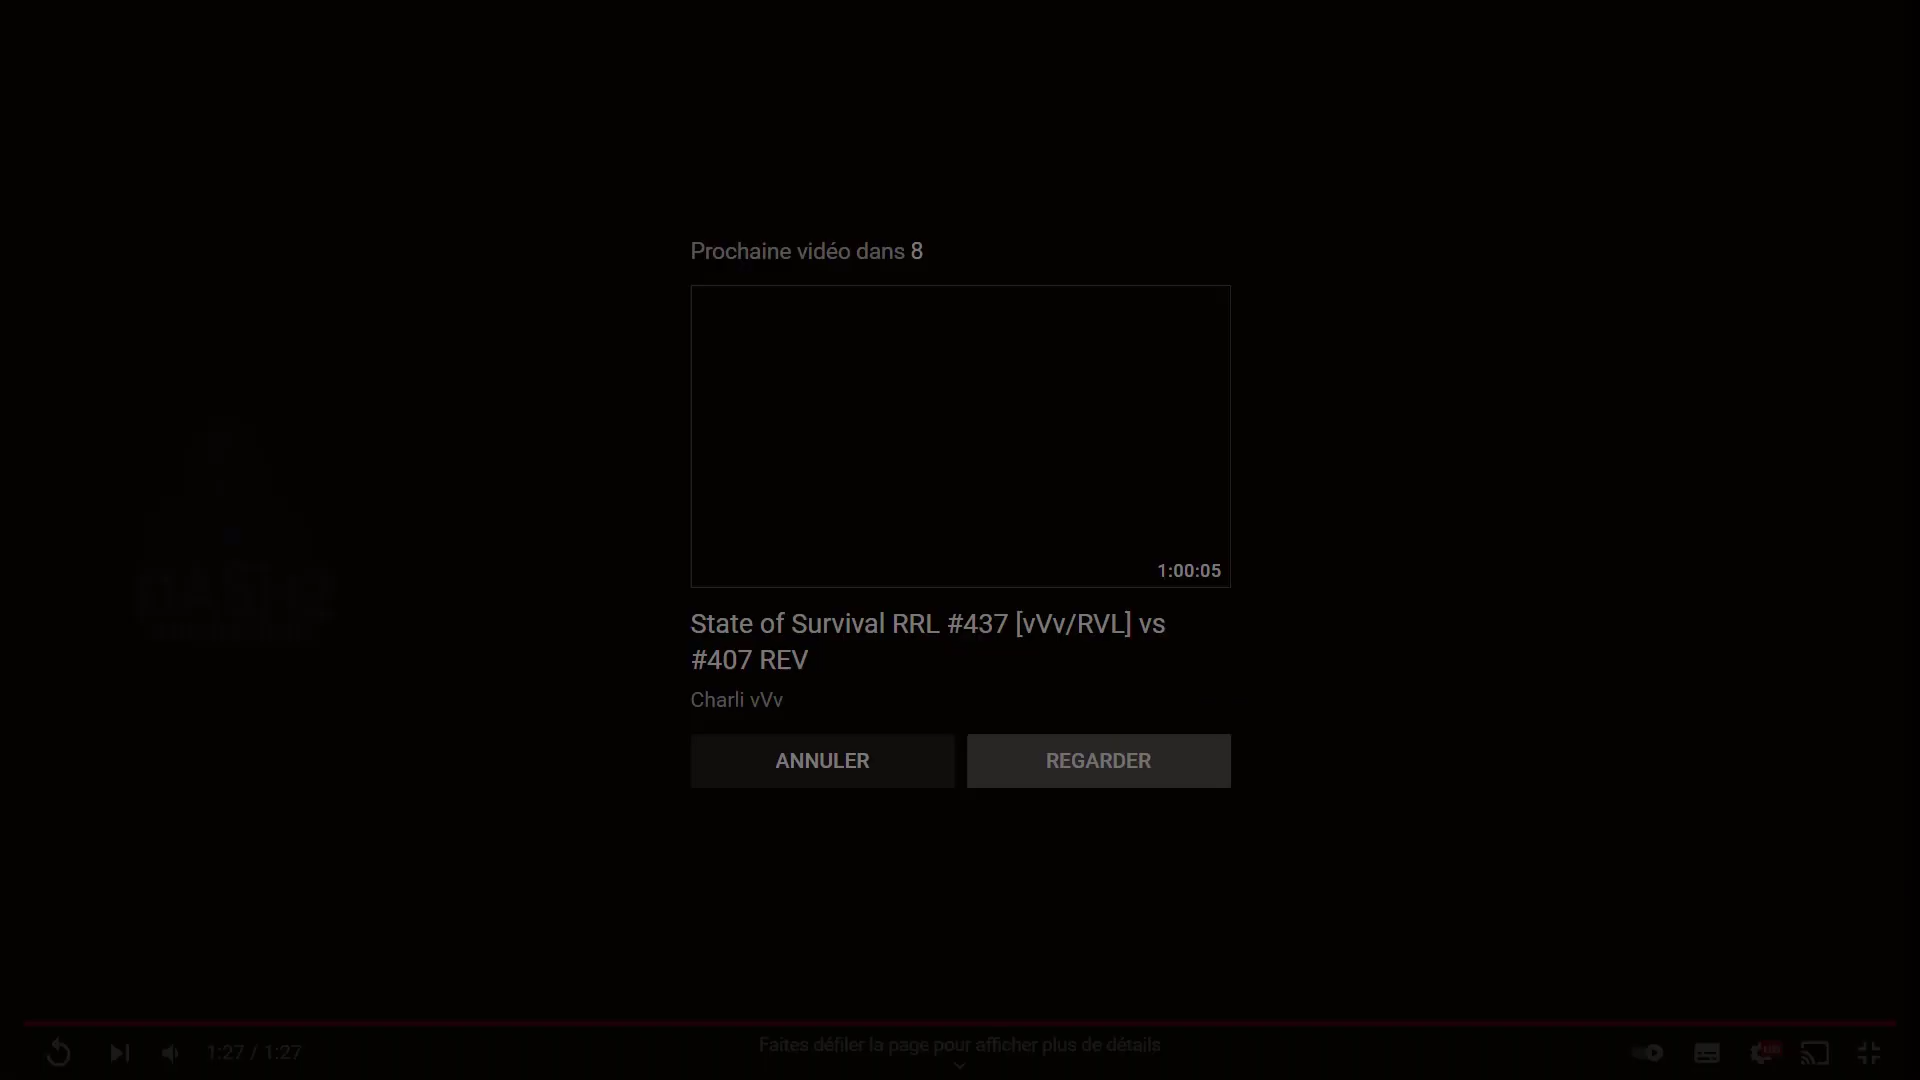 Prochaine vidéo dans 8
1:00:05
State of Survival RRL #437 [vVv/RVL] vs
#407 REV
Charli vVv
ANNULER
REGARDER
Faites défiler la page pour afficher plus de détails
1:27 / 1:27
HD